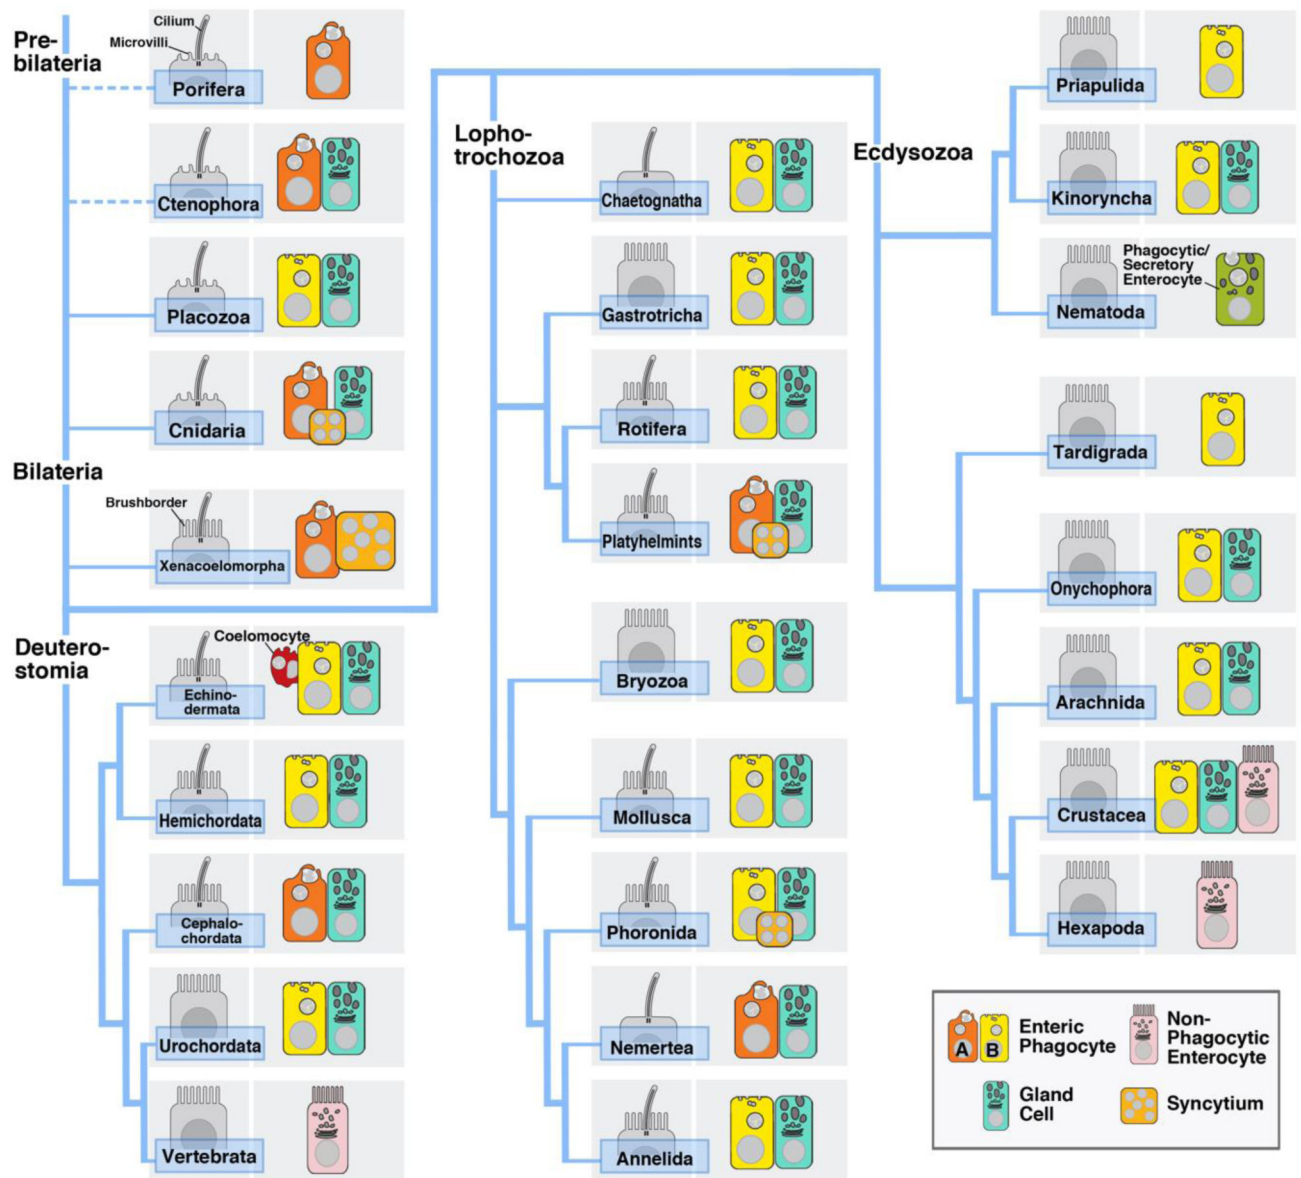 Pre-
bilateria
Cilium
Microvilli
Porifera
Ctenophora
Placozoa
Cnidaria
Bilateria
Brushborder
Xenacoelomorpha
Deutero-
stomia
Coelomocyte
Echino-
dermata
Hemichordata
Cephalo-
chordata
Urochordata
Vertebrata
Lopho-
trochozoa
Chaetognatha
Gastrotricha
Rotifera
Platyhelmints
Bryozoa
Mollusca
Phoronida
Nemertea
Annelida
Ecdysozoa
Priapulida
Kinoryncha
Phagocytic/
Secretory
Enterocyte
Nematoda
Tardigrada
Onychophora
Arachnida
Crustacea
Hexapoda
A B
Enteric
Phagocyte
Non-
Phagocytic
Enterocyte
Gland
Cell
Syncytium